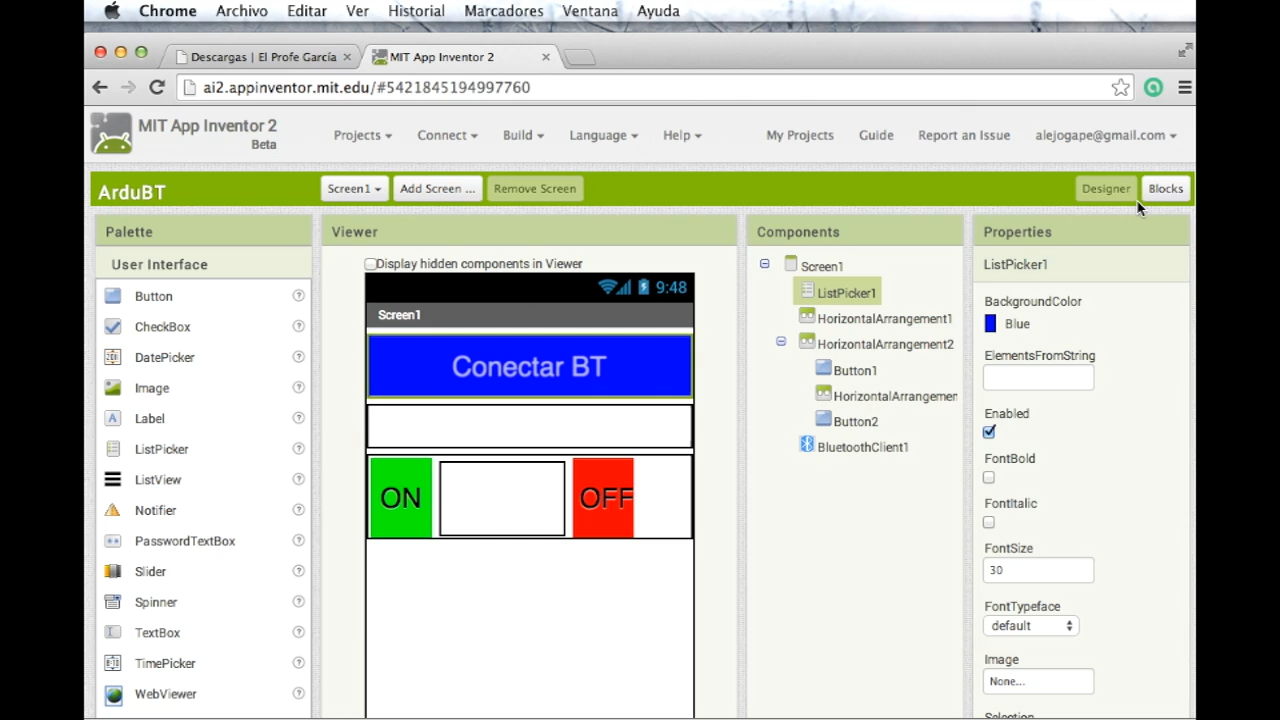 Chrome Archivo Editar Ver Historial Marcadores Ventana Ayuda
Descargas | El Profe García
MIT App Inventor 2
ai2.appinventor.mit.edu/#5421845194997760
MIT App Inventor 2
Beta
Projects Connect Build Language Help My Projects Guide Report an Issue alejogape@gmail.com
ArduBT
Screen1 Add Screen ... Remove Screen Designer Blocks
Palette
User Interface
Button
CheckBox
DatePicker
Image
Label
ListPicker
ListView
Notifier
PasswordTextBox
Slider
Spinner
TextBox
TimePicker
WebViewer
Viewer
Display hidden components in Viewer
9:48
Screen1
Conectar BT
ON
OFF
Components
Screen1
ListPicker1
HorizontalArrangement1
HorizontalArrangement2
Button1
HorizontalArrangemen
Button2
BluetoothClient1
Properties
ListPicker1
BackgroundColor
Blue
ElementsFromString
Enabled
FontBold
FontItalic
FontSize
30
FontTypeface
default
Image
None...
Selection